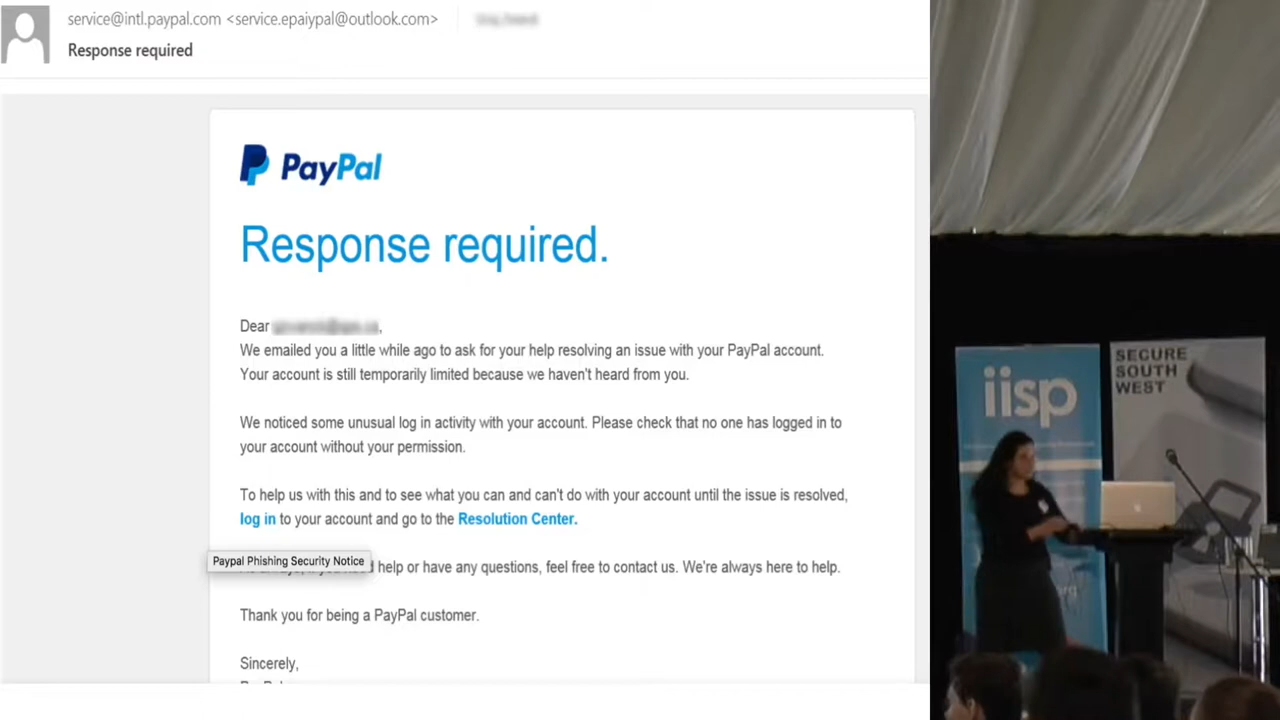 service@intl.paypal.com <service.epaiypal@outlook.com>
Response required
PayPal
Response required.
Dear
We emailed you a little while ago to ask for your help resolving an issue with your PayPal account.
Your account is still temporarily limited because we haven't heard from you.
We noticed some unusual log in activity with your account. Please check that no one has logged in to
your account without your permission.
To help us with this and to see what you can and can't do with your account until the issue is resolved,
log in to your account and go to the Resolution Center.
Paypal Phishing Security Notice
help or have any questions, feel free to contact us. We're always here to help.
Thank you for being a PayPal customer.
Sincerely,
iisp
SECURE
SOUTH
WEST